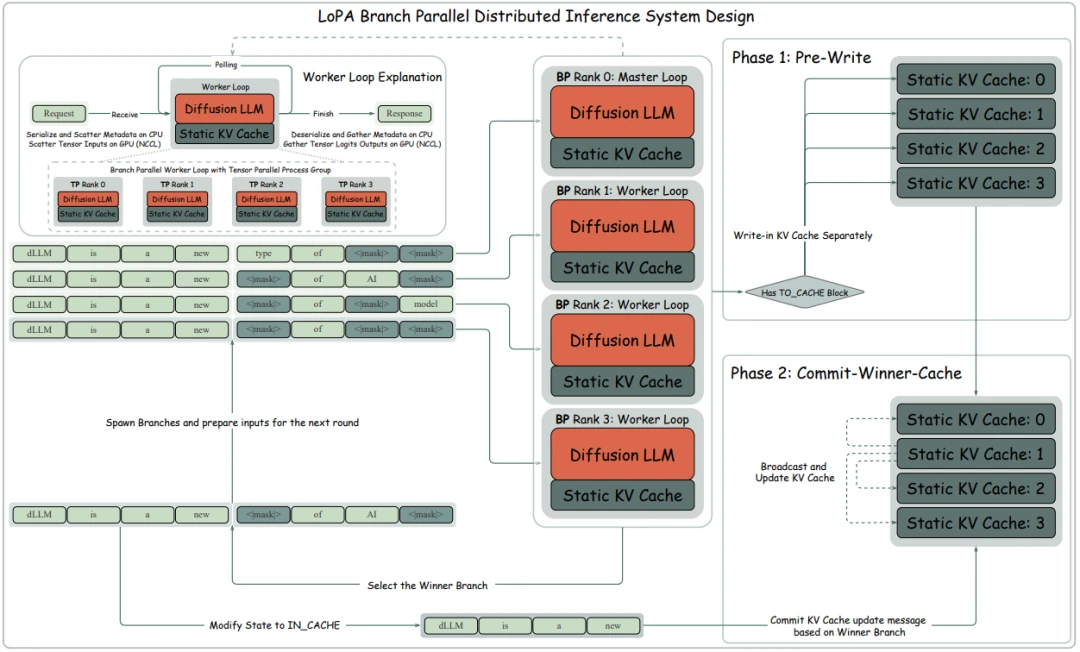 LoPA Branch Parallel Distributed Inference System Design
Polling
Worker Loop Explanation
Worker Loop
Request
Receive
Diffusion LLM
Static KV Cache
Finish
Response
Serialize and Scatter Metadata on CPU
Scatter Tensor Inputs on GPU (NCCL)
Deserialize and Gather Metadata on CPU
Gather Tensor Logits Outputs on GPU (NCCL)
Branch Parallel Worker Loop with Tensor Parallel Process Group
TP Rank 0
Diffusion LLM
Static KV Cache
TP Rank 1
Diffusion LLM
Static KV Cache
TP Rank 2
Diffusion LLM
Static KV Cache
TP Rank 3
Diffusion LLM
Static KV Cache
dLLM is a new type of <|mask|> <|mask|>
dLLM is a new <|mask|> of AI <|mask|>
dLLM is a new <|mask|> of <|mask|> model
dLLM is a new <|mask|> of <|mask|> <|mask|>
Spawn Branches and prepare inputs for the next round
dLLM is a new <|mask|> of AI <|mask|>
Select the Winner Branch
Modify State to IN_CACHE
dLLM is a new
Commit KV Cache update message
based on Winner Branch
BP Rank 0: Master Loop
Diffusion LLM
Static KV Cache
BP Rank 1: Worker Loop
Diffusion LLM
Static KV Cache
BP Rank 2: Worker Loop
Diffusion LLM
Static KV Cache
BP Rank 3: Worker Loop
Diffusion LLM
Static KV Cache
Phase 1: Pre-Write
Static KV Cache: 0
Static KV Cache: 1
Static KV Cache: 2
Static KV Cache: 3
Write-in KV Cache Separately
Has TO_CACHE Block
Phase 2: Commit-Winner-Cache
Static KV Cache: 0
Static KV Cache: 1
Static KV Cache: 2
Static KV Cache: 3
Broadcast and
Update KV Cache